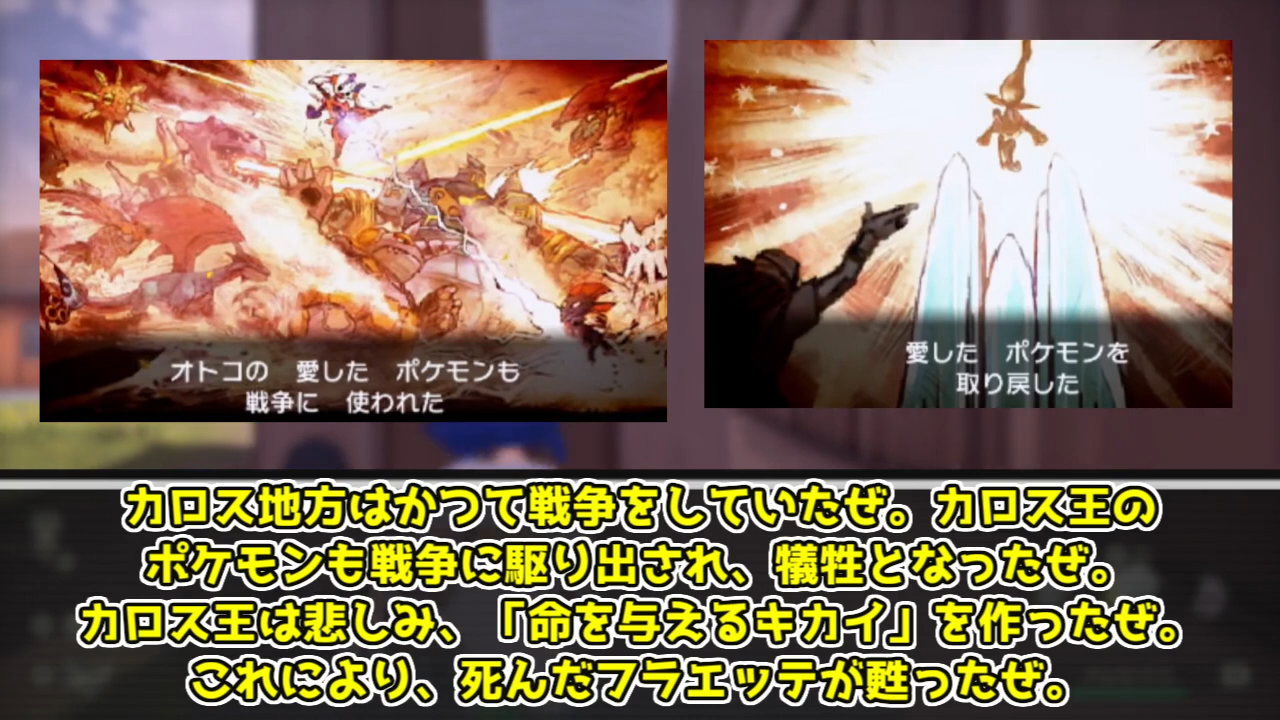 オトコの 愛した ポケモンも
戦争に 使われた
愛した ポケモンを
取り戻した
カロス地方はかつて戦争をしていたぜ。カロス王の
ポケモンも戦争に駆り出され、犠牲となったぜ。
カロス王は悲しみ、「命を与えるキカイ」を作ったぜ。
これにより、死んだフラエッテが甦ったぜ。